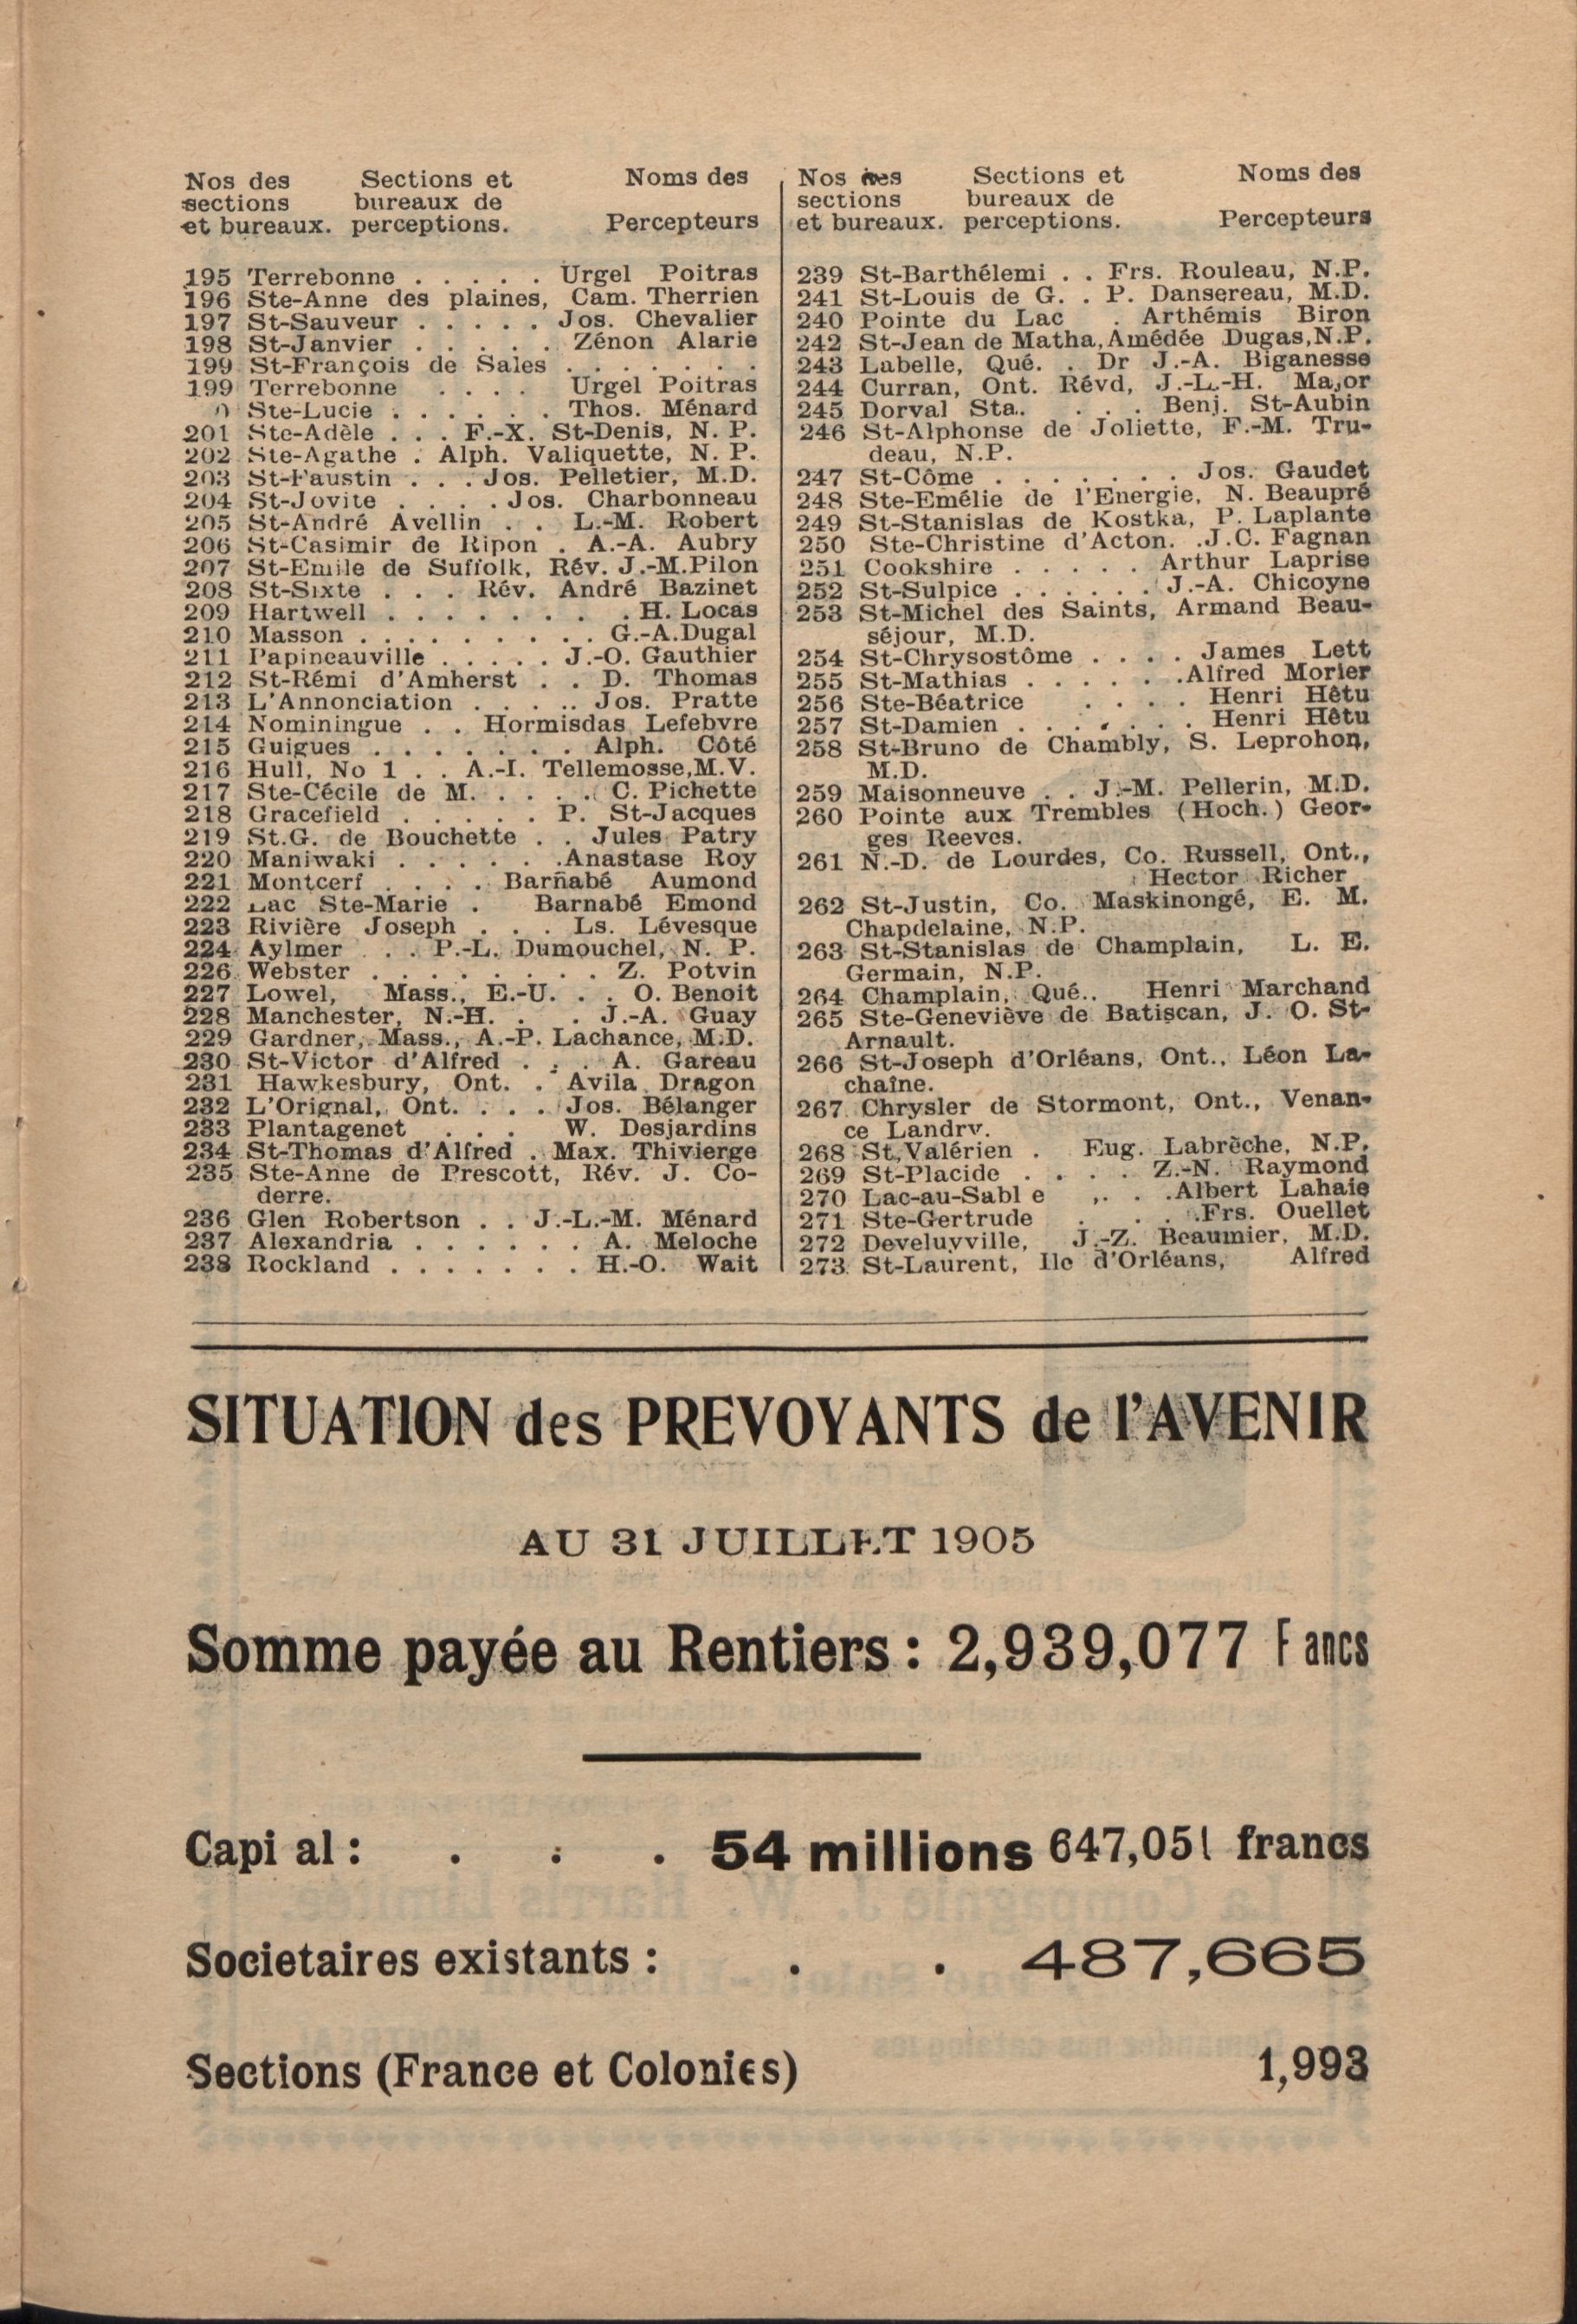 Nos des Sections et Noms des
sections bureaux de
et bureaux. perceptions. Percepteurs
195 Terrebonne . . . . . Urgel Poitras
196 Ste-Anne des plaines, Cam. Therrien
197 St-Sauveur . . . . . Jos. Chevalier
198 St-Janvier . . . . . Zénon Alarie
199 St-François de Sales . . . . . . .
199 Terrebonne . . . . Urgel Poitras
0 Ste-Lucie . . . . . . Thos. Ménard
201 Ste-Adèle . . . F.-X. St-Denis, N. P.
202 Ste-Agathe . Alph. Valiquette, N. P.
203 St-Faustin . . . Jos. Pelletier, M.D.
204 St-Jovite . . . . Jos. Charbonneau
205 St-André Avellin . . L.-M. Robert
206 St-Casimir de Ripon . A.-A. Aubry
207 St-Emile de Suffolk, Rév. J.-M.Pilon
208 St-Sixte . . . Rév. André Bazinet
209 Hartwell . . . . . . . . H. Locas
210 Masson . . . . . . . . . . G.-A.Dugal
211 Papineauville . . . . . J.-O. Gauthier
212 St-Rémi d'Amherst . . D. Thomas
213 L'Annonciation . . . . .. Jos. Pratte
214 Nominingue . . Hormisdas Lefebvre
215 Guigues . . . . . . . Alph. Côté
216 Hull, No 1 . . A.-I. Tellemosse,M.V.
217 Ste-Cécile de M. . . . . C. Pichette
218 Gracefield . . . . . P. St-Jacques
219 St.G. de Bouchette . . Jules Patry
220 Maniwaki . . . . . .Anastase Roy
221 Montcerf . . . . Barnabé Aumond
222 Lac Ste-Marie . Barnabé Emond
223 Rivière Joseph . . . Ls. Lévesque
224 Aylmer . . P.-L. Dumouchel, N. P.
226 Webster . . . . . . . . Z. Potvin
227 Lowel, Mass., E.-U. . . O. Benoit
228 Manchester, N.-H. . . J.-A. Guay
229 Gardner, Mass., A.-P. Lachance, M.D.
230 St-Victor d'Alfred . . . A. Gareau
231 Hawkesbury, Ont. . Avila Dragon
232 L'Orignal, Ont. . . . Jos. Bélanger
233 Plantagenet . . . W. Desjardins
234 St-Thomas d'Alfred . Max. Thivierge
235 Ste-Anne de Prescott, Rév. J. Co-
derre.
236 Glen Robertson . . J.-L.-M. Ménard
237 Alexandria . . . . . . A. Meloche
238 Rockland . . . . . . . H.-O. Wait
Nos Sections et Noms des
sections bureaux de
et bureaux. perceptions. Percepteurs
239 St-Barthélemi . . Frs. Rouleau, N.P.
241 St-Louis de G. . P. Dansereau, M.D.
240 Pointe du Lac . Arthémis Biron
242 St-Jean de Matha, Amédée Dugas,N.P.
243 Labelle, Qué. . Dr J.-A. Biganesse
244 Curran, Ont. Révd, J.-L.-H. Major
245 Dorval Sta.. . . . Benj. St-Aubin
246 St-Alphonse de Joliette, F.-M. Tru-
deau, N.P.
247 St-Côme . . . . . . . Jos. Gaudet
248 Ste-Emélie de l'Energie, N. Beaupré
249 St-Stanislas de Kostka, P. Laplante
250 Ste-Christine d'Acton. .J.C. Fagnan
251 Cookshire . . . . . Arthur Laprise
252 St-Sulpice . . . . . . J.-A. Chicoyne
253 St-Michel des Saints, Armand Beau-
séjour, M.D.
254 St-Chrysostôme . . . . James Lett
255 St-Mathias . . . . . .Alfred Morier
256 Ste-Béatrice . . . . Henri Hêtu
257 St-Damien . . . . . . . Henri Hêtu
258 St-Bruno de Chambly, S. Leprohon,
M.D.
259 Maisonneuve . . J.-M. Pellerin, M.D.
260 Pointe aux Trembles (Hoch.) Geor-
ges Reeves.
261 N.-D. de Lourdes, Co. Russell, Ont.,
Hector Richer
262 St-Justin, Co. Maskinongé, E. M.
Chapdelaine, N.P.
263 St-Stanislas de Champlain, L. E.
Germain, N.P.
264 Champlain, Qué.. Henri Marchand
265 Ste-Geneviève de Batiscan, J. O. St-
Arnault.
266 St-Joseph d'Orléans, Ont., Léon La-
chaîne.
267 Chrysler de Stormont, Ont., Venan-
ce Landry.
268 St,Valérien . Eug. Labrèche, N.P.
269 St-Placide . . . . Z.-N. Raymond
270 Lac-au-Sabl e ,. . .Albert Lahaie
271 Ste-Gertrude . . . .Frs. Ouellet
272 Develuyville, J.-Z. Beaumier, M.D.
273 St-Laurent, Ile d'Orléans, Alfred
SITUATION des PREVOYANTS de l'AVENIR
AU 31 JUILLET 1905
Somme payée au Rentiers : 2,939,077 F ancs
Capi al : . . . 54 millions 647,051 francs
Societaires existants : . . 487,665
Sections (France et Colonies) 1,993